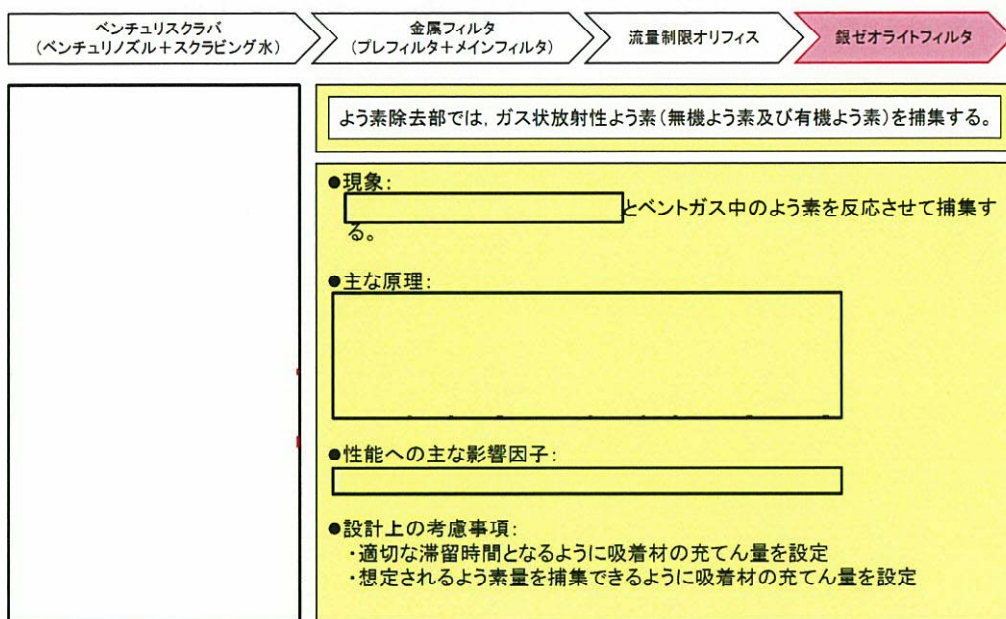 ベンチュリスクラバ
(ベンチュリノズル+スクラビング水)
金属フィルタ
(プレフィルタ+メインフィルタ)
流量制限オリフィス
銀ゼオライトフィルタ
よう素除去部では,ガス状放射性よう素(無機よう素及び有機よう素)を捕集する。
●現象:
とベントガス中のよう素を反応させて捕集す
る。
●主な原理:
●性能への主な影響因子:
●設計上の考慮事項:
・適切な滞留時間となるように吸着材の充てん量を設定
・想定されるよう素量を捕集できるように吸着材の充てん量を設定